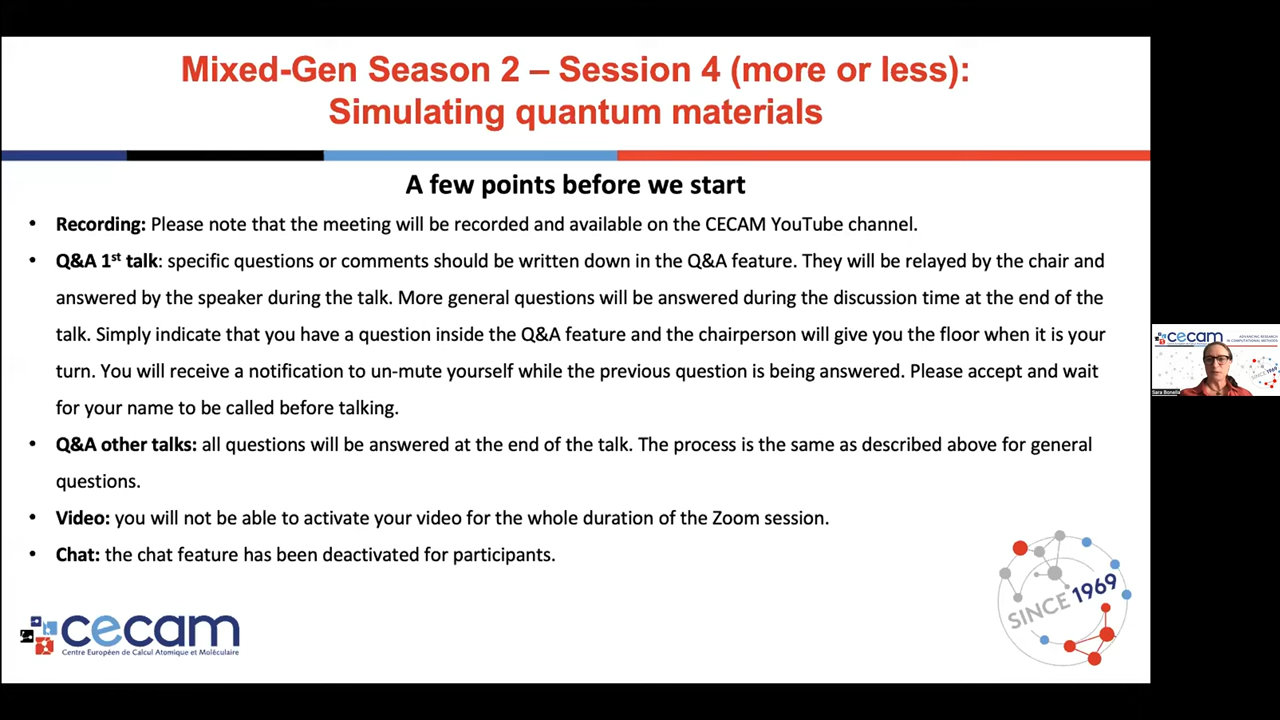 Mixed-Gen Season 2 – Session 4 (more or less):
Simulating quantum materials
A few points before we start
• Recording: Please note that the meeting will be recorded and available on the CECAM YouTube channel.
• Q&A 1st talk: specific questions or comments should be written down in the Q&A feature. They will be relayed by the chair and
answered by the speaker during the talk. More general questions will be answered during the discussion time at the end of the
talk. Simply indicate that you have a question inside the Q&A feature and the chairperson will give you the floor when it is your
turn. You will receive a notification to un-mute yourself while the previous question is being answered. Please accept and wait
for your name to be called before talking.
• Q&A other talks: all questions will be answered at the end of the talk. The process is the same as described above for general
questions.
• Video: you will not be able to activate your video for the whole duration of the Zoom session.
• Chat: the chat feature has been deactivated for participants.
cecam
Centre Européen de Calcul Atomique et Moléculaire
SINCE 1969
cecam
ADVANCING RESEARCH
IN COMPUTATIONAL METHODS
SINCE 1969
Sara Bonella